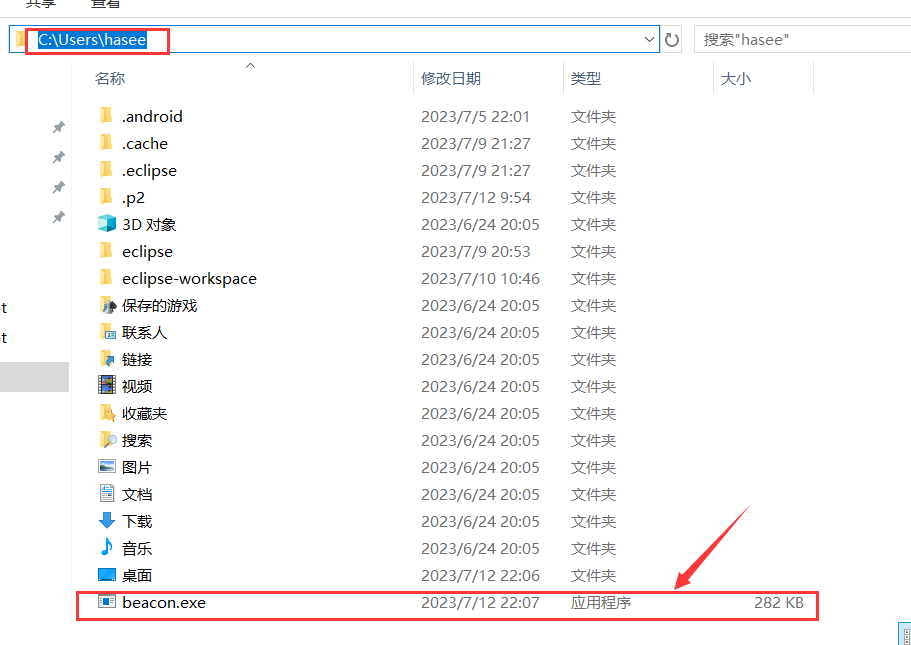 共享 查看
C:\Users\hasee 搜索"hasee"
名称 修改日期 类型 大小
.android 2023/7/5 22:01 文件夹
.cache 2023/7/9 21:27 文件夹
.eclipse 2023/7/9 21:27 文件夹
.p2 2023/7/12 9:54 文件夹
3D 对象 2023/6/24 20:05 文件夹
eclipse 2023/7/9 20:53 文件夹
eclipse-workspace 2023/7/10 10:46 文件夹
保存的游戏 2023/6/24 20:05 文件夹
联系人 2023/6/24 20:05 文件夹
链接 2023/6/24 20:05 文件夹
视频 2023/6/24 20:05 文件夹
收藏夹 2023/6/24 20:05 文件夹
搜索 2023/6/24 20:05 文件夹
图片 2023/6/24 20:05 文件夹
文档 2023/6/24 20:05 文件夹
下载 2023/6/24 20:05 文件夹
音乐 2023/6/24 20:05 文件夹
桌面 2023/7/12 22:06 文件夹
beacon.exe 2023/7/12 22:07 应用程序 282 KB